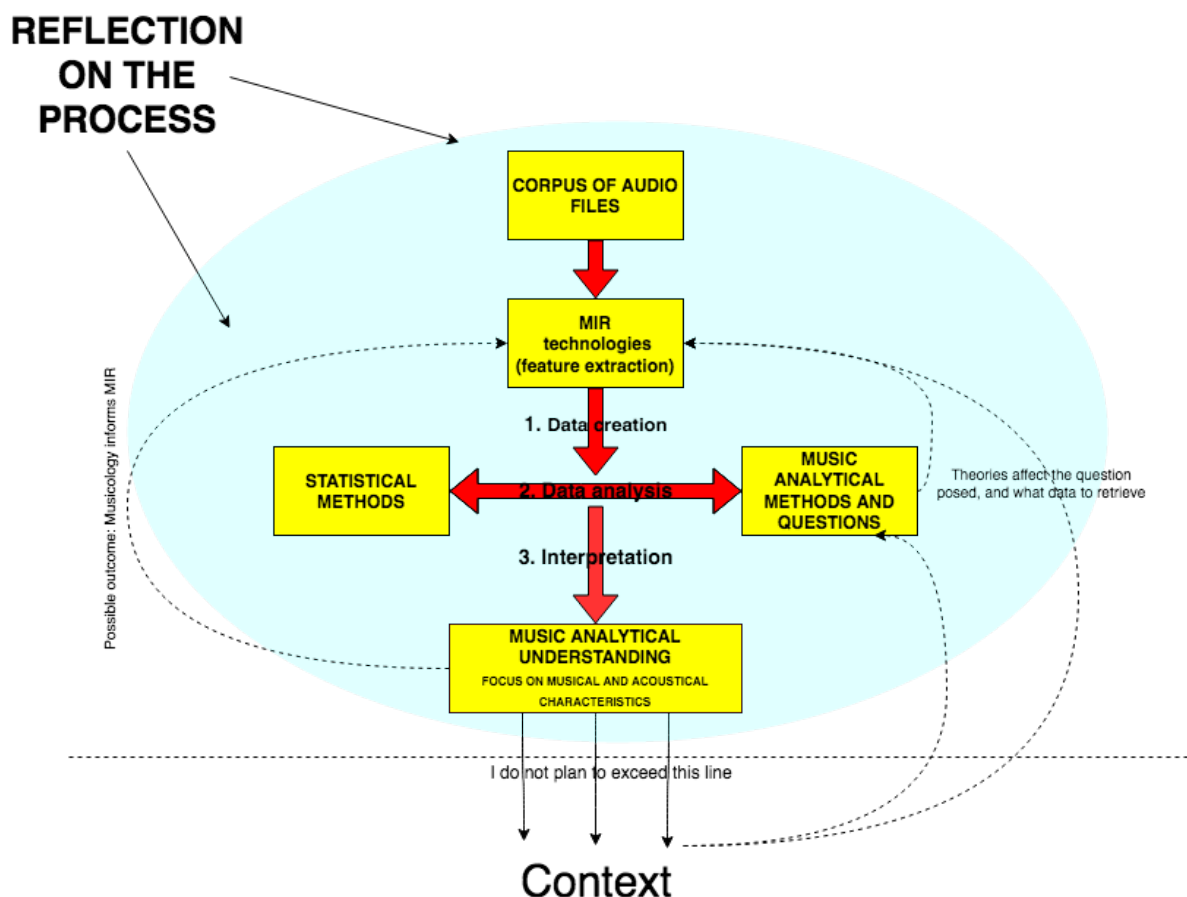 REFLECTION
ON THE
PROCESS
CORPUS OF AUDIO
FILES
MIR
technologies
(feature extraction)
1. Data creation
STATISTICAL
METHODS
2. Data analysis
MUSIC
ANALYTICAL
METHODS AND
QUESTIONS
Theories affect the question
posed, and what data to retrieve
Possible outcome: Musicology informs MIR
3. Interpretation
MUSIC ANALYTICAL
UNDERSTANDING
FOCUS ON MUSICAL AND ACOUSTICAL
CHARACTERISTICS
I do not plan to exceed this line
Context